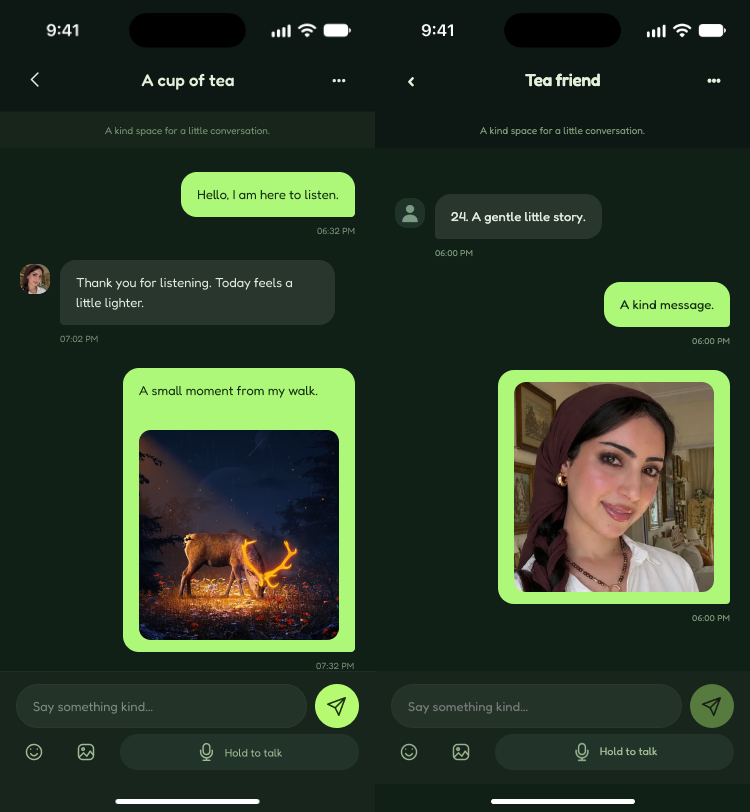 9:41
A cup of tea
A kind space for a little conversation.
Hello, I am here to listen.
06:32 PM
Thank you for listening. Today feels a
little lighter.
07:02 PM
A small moment from my walk.
07:32 PM
Say something kind...
Hold to talk
9:41
Tea friend
A kind space for a little conversation.
24. A gentle little story.
06:00 PM
A kind message.
06:00 PM
06:00 PM
Say something kind...
Hold to talk